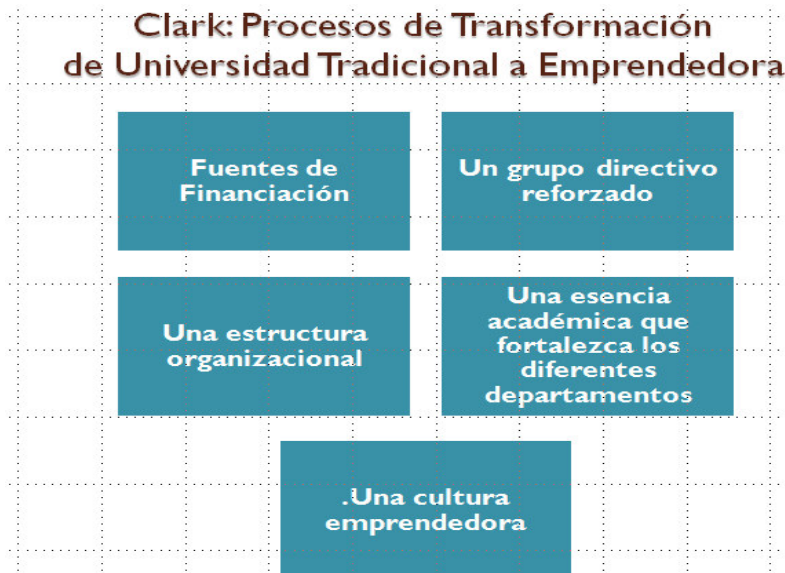 Clark: Procesos de Transformación
de Universidad Tradicional a Emprendedora
Fuentes de
Financiación
Un grupo directivo
reforzado
Una estructura
organizacional
Una esencia
académica que
fortalezca los
diferentes
departamentos
.Una cultura
emprendedora